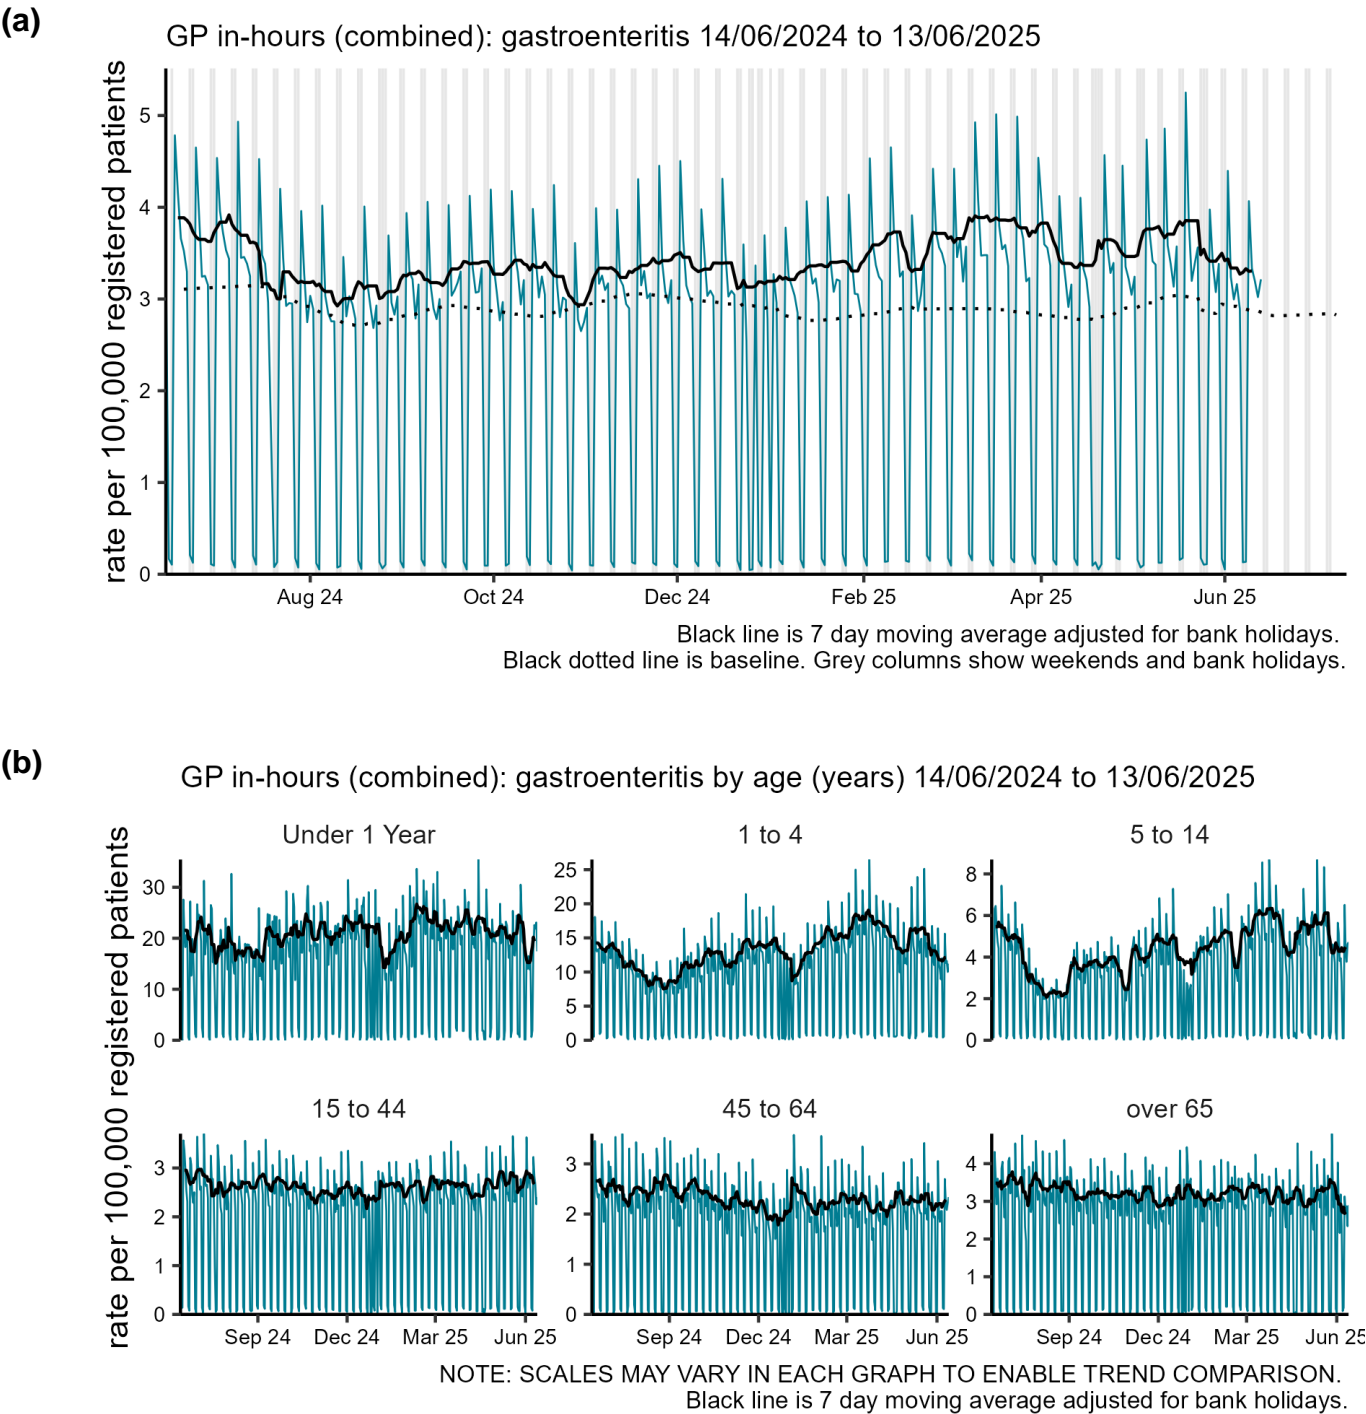 (a)
GP in-hours (combined): gastroenteritis 14/06/2024 to 13/06/2025
rate per 100,000 registered patients
5
4
3
2
1
0
Aug 24 Oct 24 Dec 24 Feb 25 Apr 25 Jun 25
Black line is 7 day moving average adjusted for bank holidays.
Black dotted line is baseline. Grey columns show weekends and bank holidays.
(b)
GP in-hours (combined): gastroenteritis by age (years) 14/06/2024 to 13/06/2025
rate per 100,000 registered patients
Under 1 Year
30
20
10
0
1 to 4
25
20
15
10
5
0
5 to 14
8
6
4
2
0
15 to 44
3
2
1
0
Sep 24 Dec 24 Mar 25 Jun 25
45 to 64
3
2
1
0
Sep 24 Dec 24 Mar 25 Jun 25
over 65
4
3
2
1
0
Sep 24 Dec 24 Mar 25 Jun 25
NOTE: SCALES MAY VARY IN EACH GRAPH TO ENABLE TREND COMPARISON.
Black line is 7 day moving average adjusted for bank holidays.